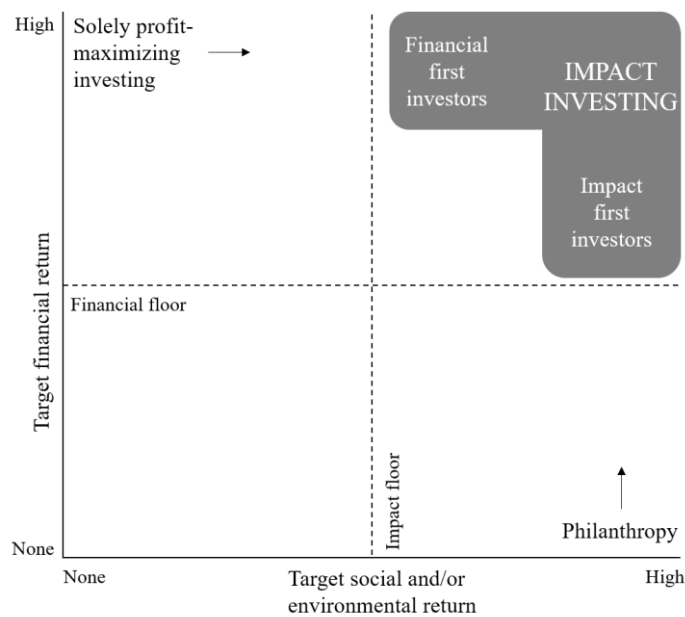 High
Solely profit-
maximizing
investing
Financial
first
investors
IMPACT
INVESTING
Impact
first
investors
Target financial return
Financial floor
Impact floor
Philanthropy
None
None
Target social and/or
environmental return
High